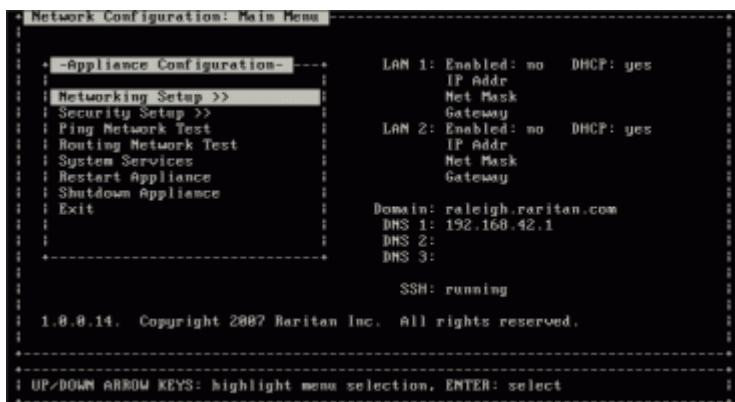 Network Configuration: Main Menu
-Appliance Configuration-
Networking Setup >>
Security Setup >>
Ping Network Test
Routing Network Test
System Services
Restart Appliance
Shutdown Appliance
Exit
LAN 1: Enabled: no DHCP: yes
IP Addr
Net Mask
Gateway
LAN 2: Enabled: no DHCP: yes
IP Addr
Net Mask
Gateway
Domain: raleigh.raritan.com
DNS 1: 192.168.42.1
DNS 2:
DNS 3:
SSH: running
1.0.0.14. Copyright 2007 Raritan Inc. All rights reserved.
UP/DOWN ARROW KEYS: highlight menu selection, ENTER: select